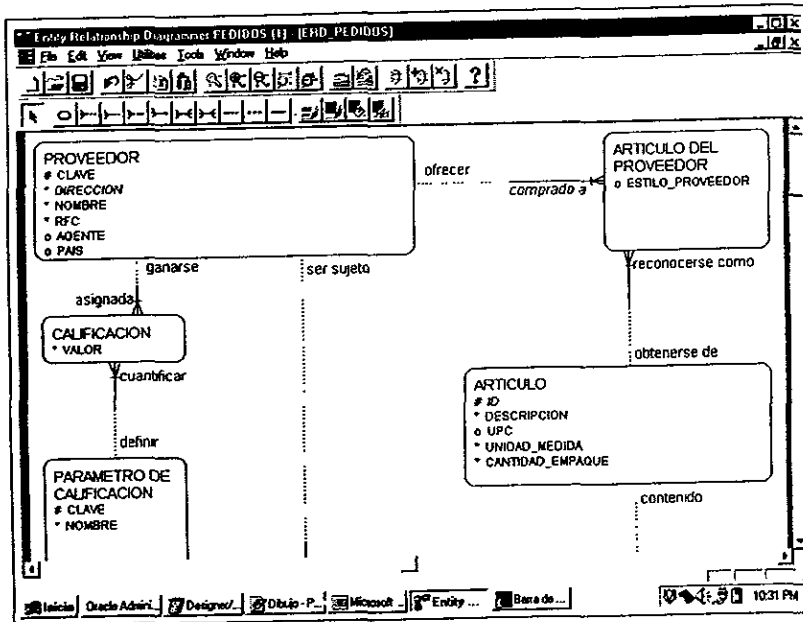 Entity Relationship Diagrammer PEDIDOS (1) - [ERD_PEDIDOS]
File Edit View Utilities Tools Window Help
PROVEEDOR
# CLAVE
* DIRECCION
* NOMBRE
* RFC
o AGENTE
o PAIS
ofrecer
comprado a
ARTICULO DEL
PROVEEDOR
o ESTILO_PROVEEDOR
ganarse
ser sujeto
reconocerse como
asignada
CALIFICACION
* VALOR
cuantificar
obtenerse de
ARTICULO
# ID
* DESCRIPCION
o UPC
* UNIDAD_MEDIDA
* CANTIDAD_EMPAQUE
definir
PARAMETRO DE
CALIFICACION
# CLAVE
* NOMBRE
contenido
Inicio
Oracle Admini...
Designer/...
Dibujo - P...
Microsoft ...
Entity ...
Barra de ...
10:31 PM